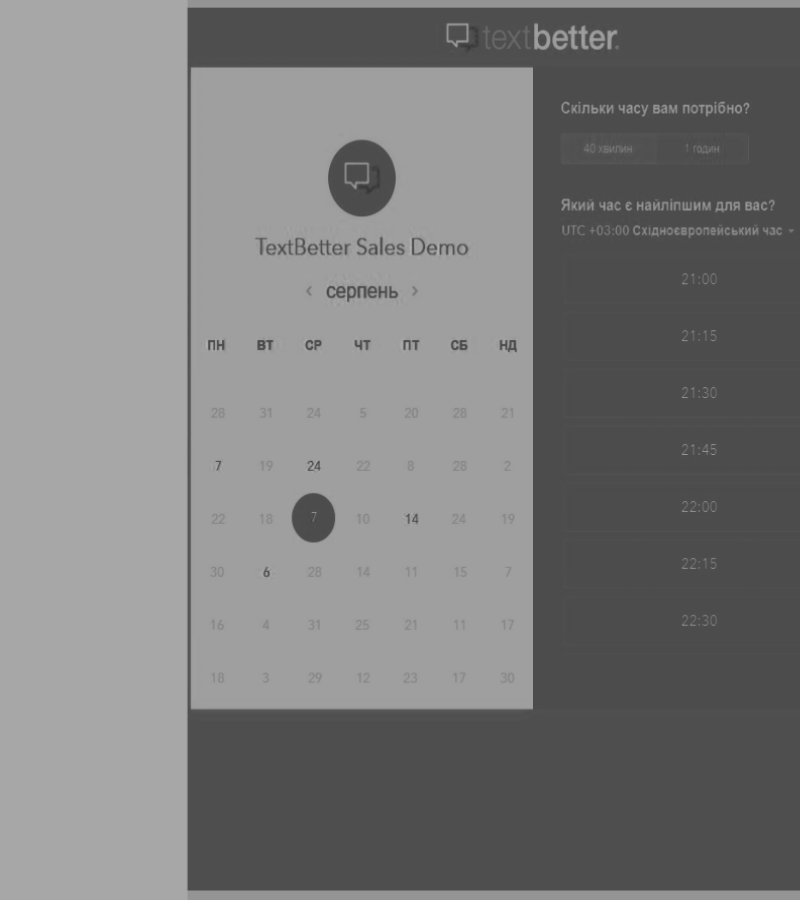 textbetter.
TextBetter Sales Demo
‹ серпень ›
ПН ВТ СР ЧТ ПТ СБ НД
28 31 24 5 20 28 21
7 19 24 22 8 28 2
22 18 7 10 14 24 19
30 6 28 14 11 15 7
16 4 31 25 21 11 17
18 3 29 12 23 17 30
Скільки часу вам потрібно?
40 хвилин 1 годин
Який час є найліпшим для вас?
UTC +03:00 Східноєвропейський час
21:00
21:15
21:30
21:45
22:00
22:15
22:30